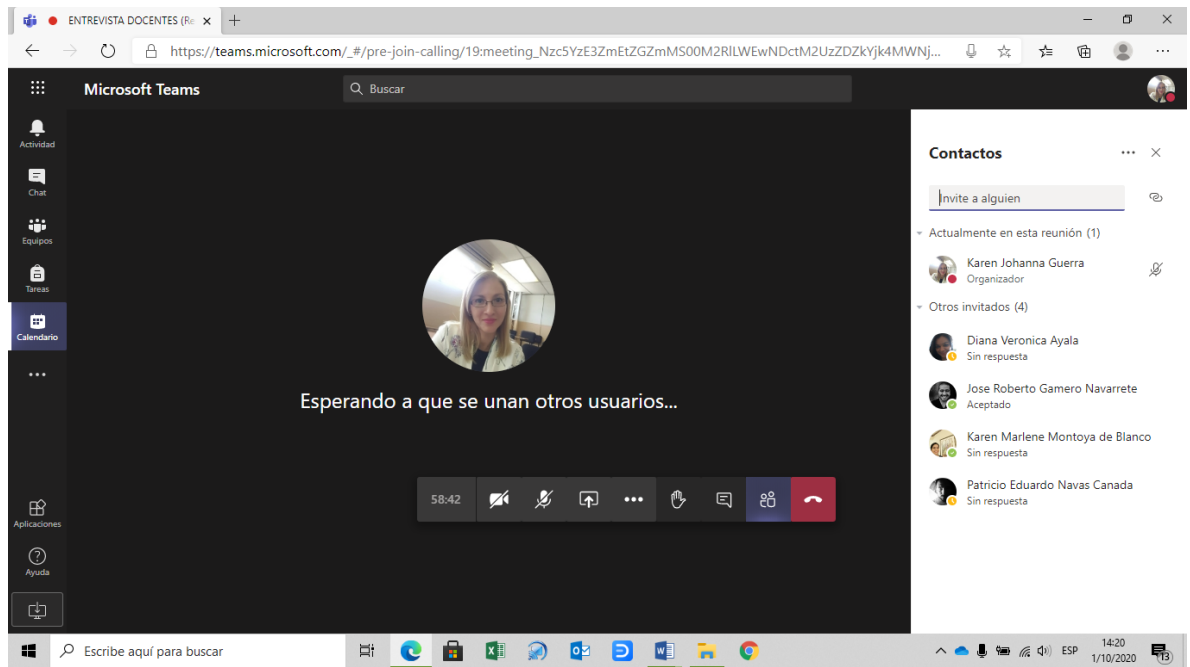 ENTREVISTA DOCENTES (Re
https://teams.microsoft.com/_#/pre-join-calling/19:meeting_Nzc5YzE3ZmEtZGZmMS00M2RlLWEwNDctM2UzZDZkYjk4MWNj...
Microsoft Teams
Buscar
Actividad
Chat
Equipos
Tareas
Calendario
Aplicaciones
Ayuda
Esperando a que se unan otros usuarios...
58:42
Contactos
Invite a alguien
Actualmente en esta reunión (1)
Karen Johanna Guerra
Organizador
Otros invitados (4)
Diana Veronica Ayala
Sin respuesta
Jose Roberto Gamero Navarrete
Aceptado
Karen Marlene Montoya de Blanco
Sin respuesta
Patricio Eduardo Navas Canada
Sin respuesta
Escribe aquí para buscar
ESP
14:20
1/10/2020
13